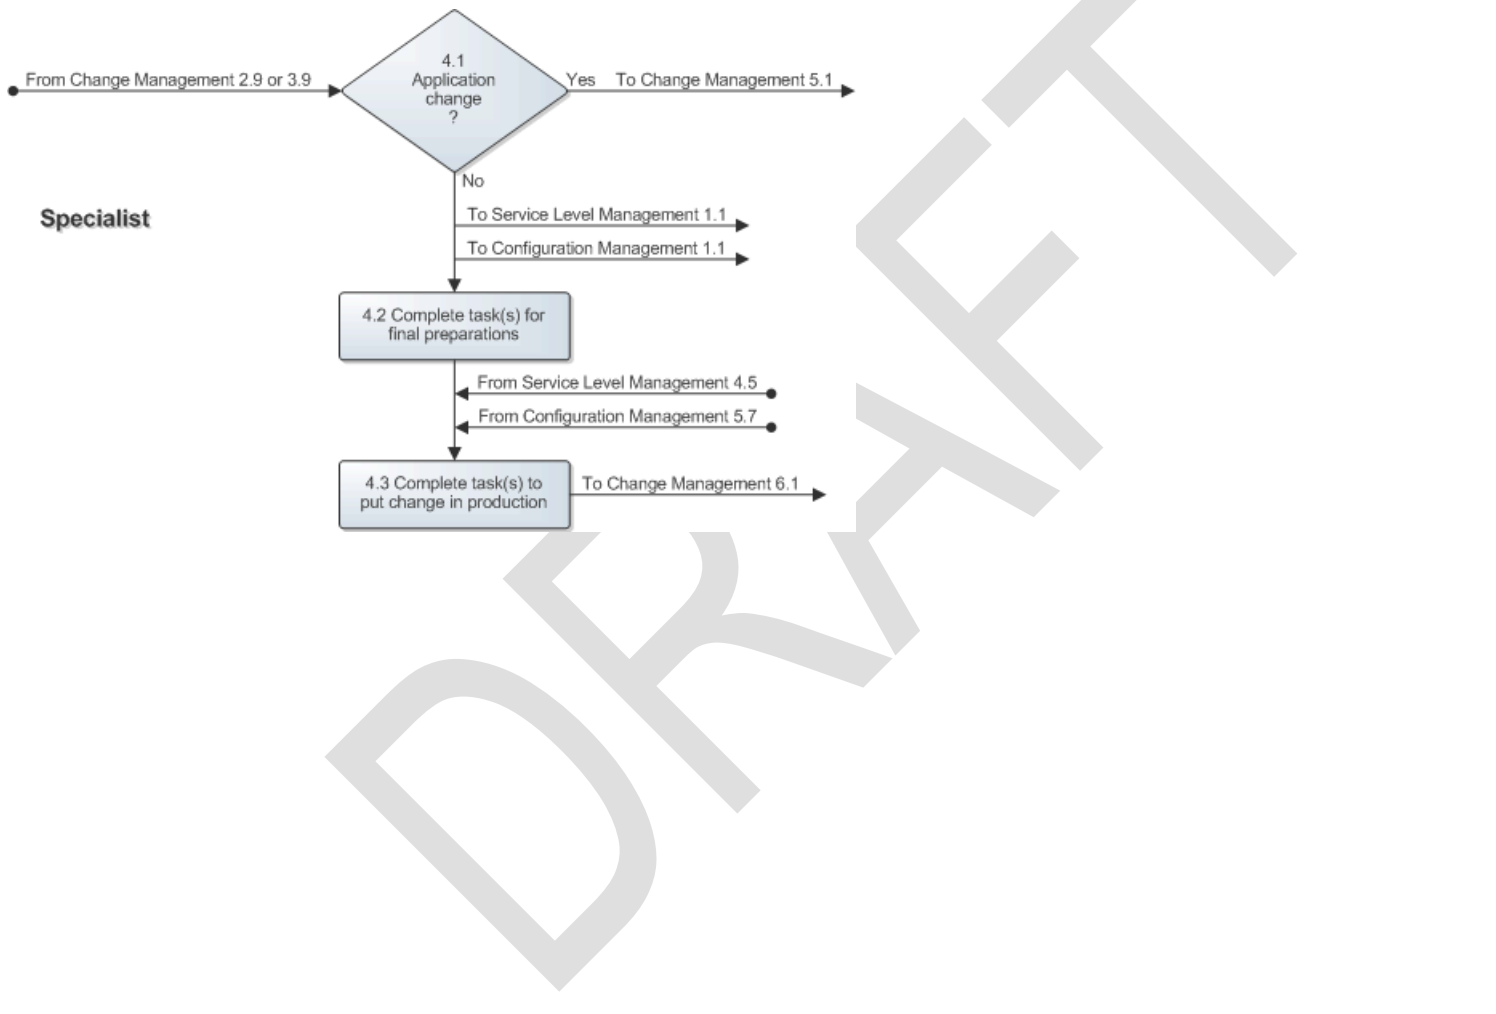 4.1
Application
change
?
From Change Management 2.9 or 3.9
Yes
To Change Management 5.1
No
Specialist
To Service Level Management 1.1
To Configuration Management 1.1
4.2 Complete task(s) for
final preparations
From Service Level Management 4.5
From Configuration Management 5.7
4.3 Complete task(s) to
put change in production
To Change Management 6.1
DRAFT